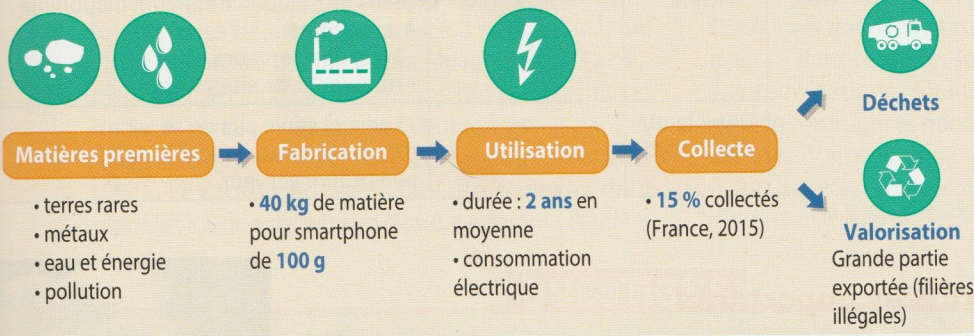 Matières premières
• terres rares
• métaux
• eau et énergie
• pollution
Fabrication
• 40 kg de matière
pour smartphone
de 100 g
Utilisation
• durée : 2 ans en
moyenne
• consommation
électrique
Collecte
• 15 % collectés
(France, 2015)
Déchets
Valorisation
Grande partie
exportée (filières
illégales)